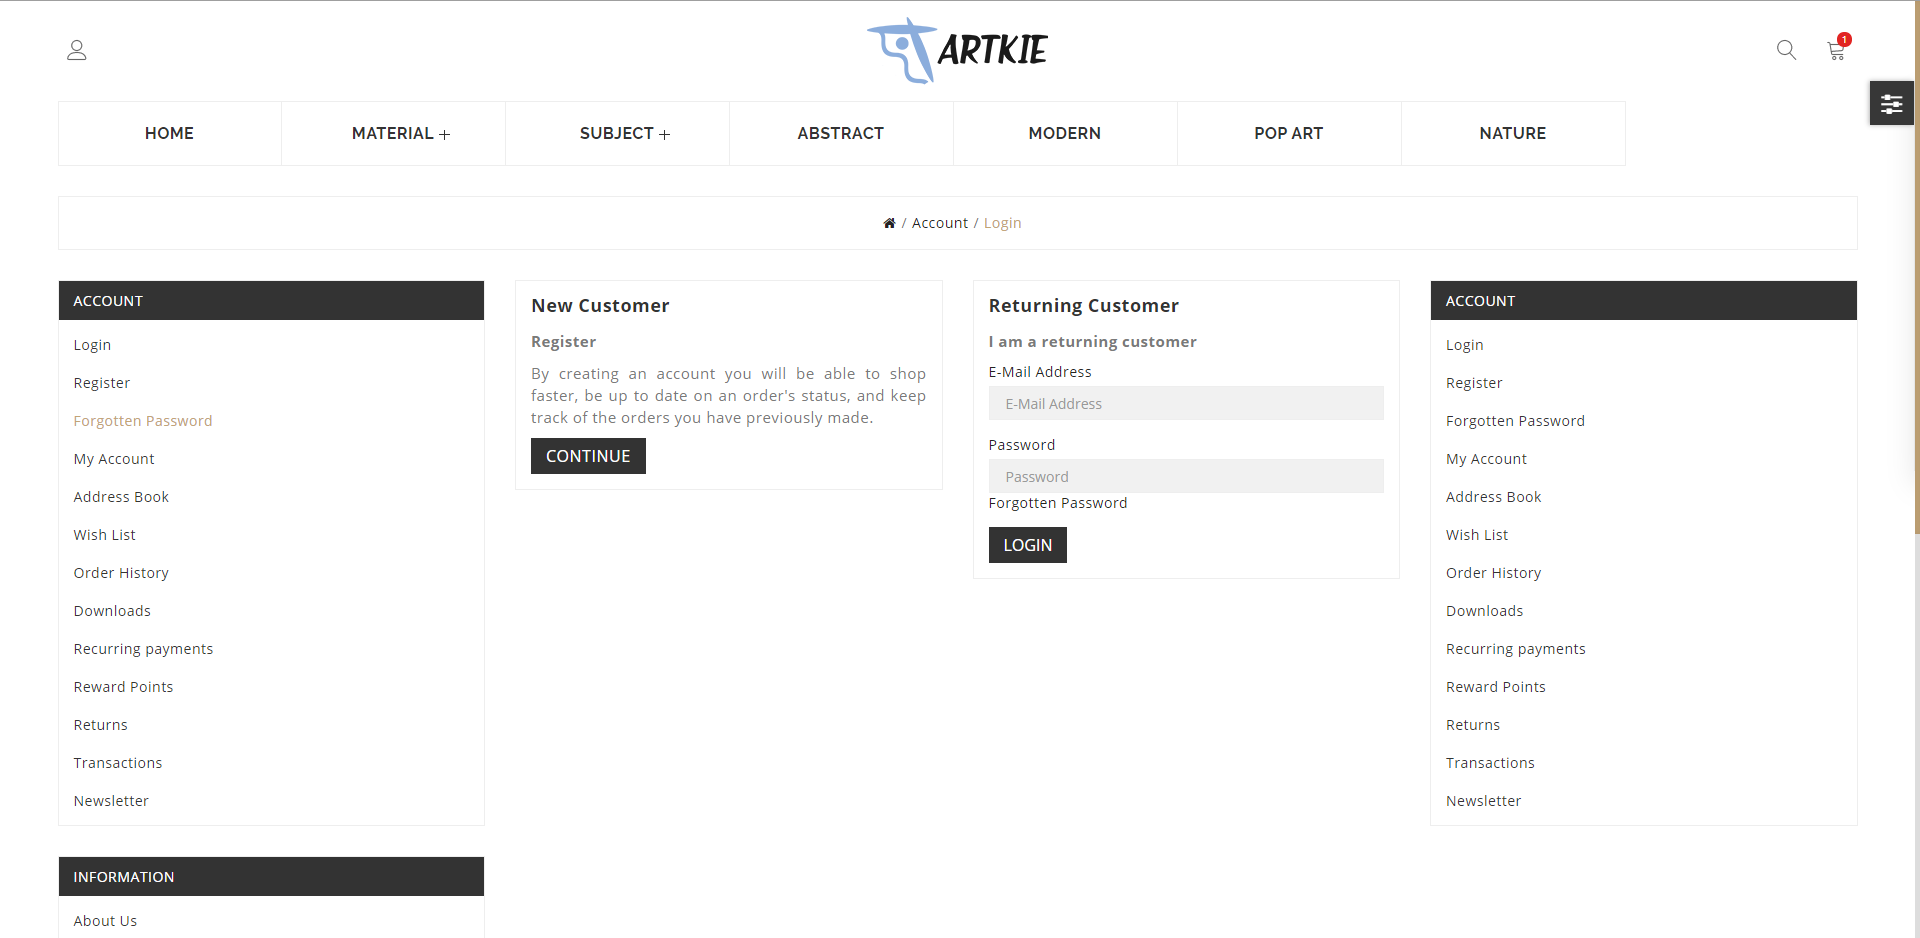 ARTKIE
1
HOME
MATERIAL +
SUBJECT +
ABSTRACT
MODERN
POP ART
NATURE
/ Account / Login
ACCOUNT
Login
Register
Forgotten Password
My Account
Address Book
Wish List
Order History
Downloads
Recurring payments
Reward Points
Returns
Transactions
Newsletter
INFORMATION
About Us
New Customer
Register
By creating an account you will be able to shop
faster, be up to date on an order's status, and keep
track of the orders you have previously made.
CONTINUE
Returning Customer
I am a returning customer
E-Mail Address
E-Mail Address
Password
Password
Forgotten Password
LOGIN
ACCOUNT
Login
Register
Forgotten Password
My Account
Address Book
Wish List
Order History
Downloads
Recurring payments
Reward Points
Returns
Transactions
Newsletter